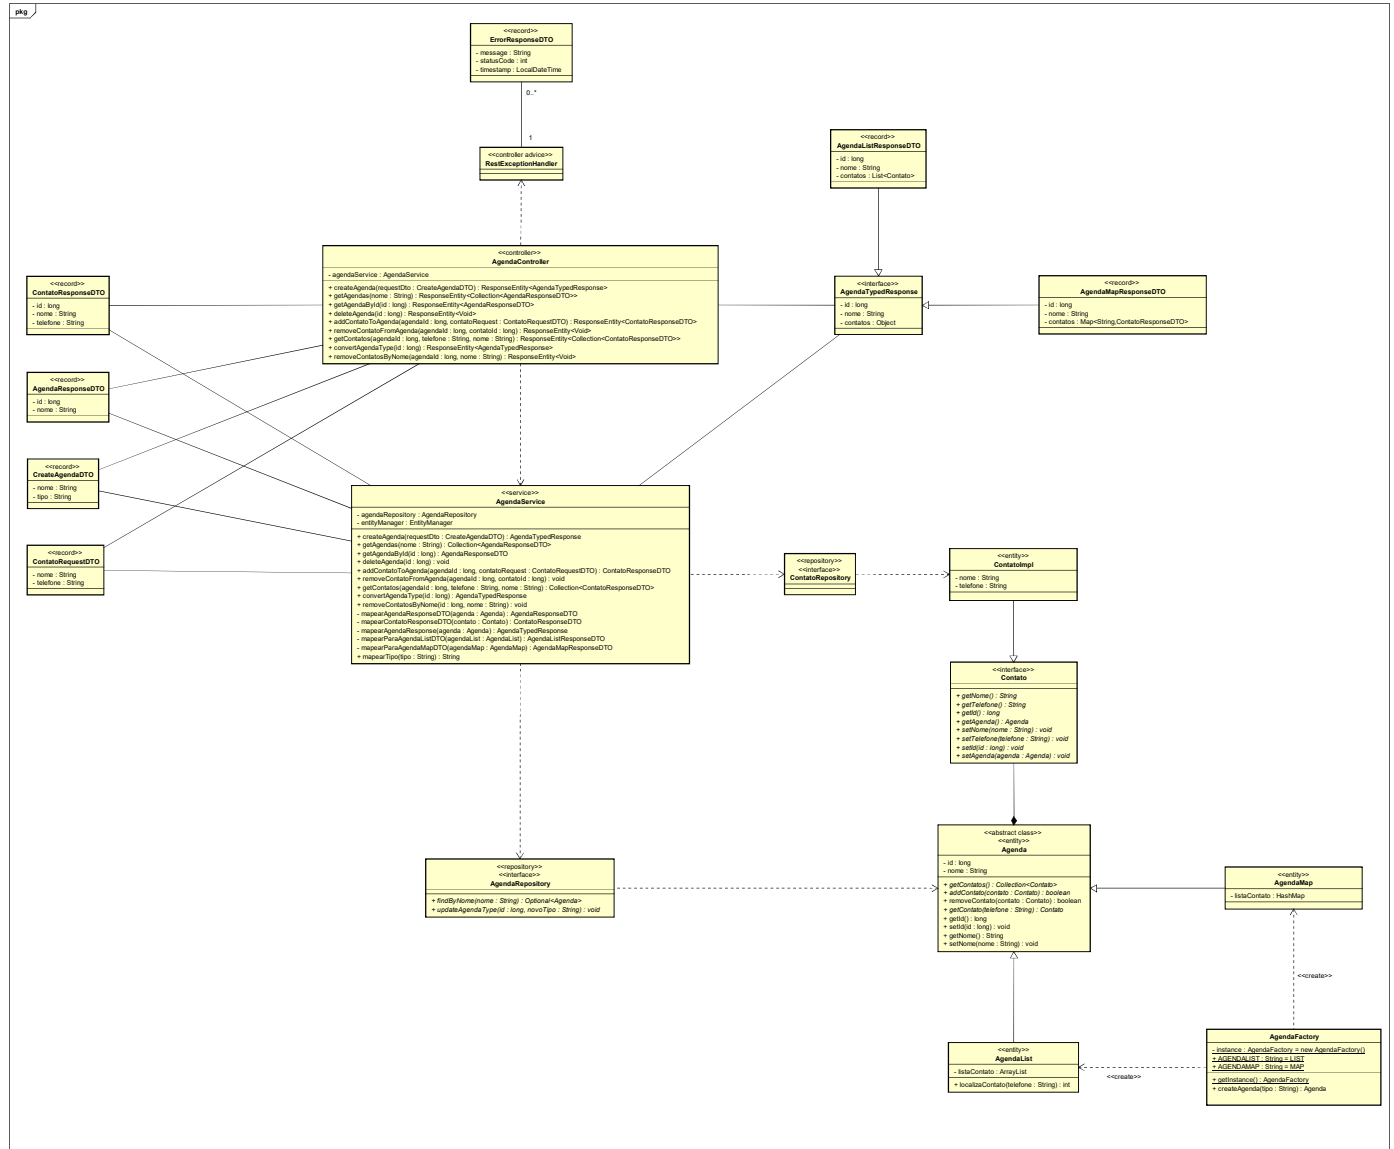 pkg
<<record>>
ErrorResponseDTO
- message : String
- statusCode : int
- timestamp : LocalDateTime
0..*
1
<<controller advice>>
RestExceptionHandler
<<record>>
AgendaListResponseDTO
- id : long
- nome : String
- contatos : List<Contato>
<<controller>>
AgendaController
- agendaService : AgendaService
+ createAgenda(requestDto : CreateAgendaDTO) : ResponseEntity<AgendaTypedResponse>
+ getAgendas(nome : String) : ResponseEntity<Collection<AgendaResponseDTO>>
+ getAgendaById(id : long) : ResponseEntity<AgendaResponseDTO>
+ deleteAgenda(id : long) : ResponseEntity<Void>
+ addContatoToAgenda(agendaId : long, contatoRequest : ContatoRequestDTO) : ResponseEntity<ContatoResponseDTO>
+ removeContatoFromAgenda(agendaId : long, contatoId : long) : ResponseEntity<Void>
+ getContatos(agendaId : long, telefone : String, nome : String) : ResponseEntity<Collection<ContatoResponseDTO>>
+ convertAgendaType(id : long) : ResponseEntity<AgendaTypedResponse>
+ removeContatosByNome(agendaId : long, nome : String) : ResponseEntity<Void>
<<record>>
ContatoResponseDTO
- id : long
- nome : String
- telefone : String
<<interface>>
AgendaTypedResponse
- id : long
- nome : String
- contatos : Object
<<record>>
AgendaMapResponseDTO
- id : long
- nome : String
- contatos : Map<String,ContatoResponseDTO>
<<record>>
AgendaResponseDTO
- id : long
- nome : String
<<record>>
CreateAgendaDTO
- nome : String
- tipo : String
<<record>>
ContatoRequestDTO
- nome : String
- telefone : String
<<service>>
AgendaService
- agendaRepository : AgendaRepository
- entityManager : EntityManager
+ createAgenda(requestDto : CreateAgendaDTO) : AgendaTypedResponse
+ getAgendas(nome : String) : Collection<AgendaResponseDTO>
+ getAgendaById(id : long) : AgendaResponseDTO
+ deleteAgenda(id : long) : void
+ addContatoToAgenda(agendaId : long, contatoRequest : ContatoRequestDTO) : ContatoResponseDTO
+ removeContatoFromAgenda(agendaId : long, contatoId : long) : void
+ getContatos(agendaId : long, telefone : String, nome : String) : Collection<ContatoResponseDTO>
+ convertAgendaType(id : long) : AgendaTypedResponse
+ removeContatosByNome(id : long, nome : String) : void
- mapearAgendaResponseDTO(agenda : Agenda) : AgendaResponseDTO
- mapearContatoResponseDTO(contato : Contato) : ContatoResponseDTO
- mapearAgendaResponse(agenda : Agenda) : AgendaTypedResponse
- mapearParaAgendaListDTO(agendaList : AgendaList) : AgendaListResponseDTO
- mapearParaAgendaMapDTO(agendaMap : AgendaMap) : AgendaMapResponseDTO
+ mapearTipo(tipo : String) : String
<<repository>>
<<interface>>
ContatoRepository
<<entity>>
ContatoImpl
- nome : String
- telefone : String
<<interface>>
Contato
+ getNome() : String
+ getTelefone() : String
+ getId() : long
+ getAgenda() : Agenda
+ setNome(nome : String) : void
+ setTelefone(telefone : String) : void
+ setId(id : long) : void
+ setAgenda(agenda : Agenda) : void
<<repository>>
<<interface>>
AgendaRepository
+ findByNome(nome : String) : Optional<Agenda>
+ updateAgendaType(id : long, novoTipo : String) : void
<<abstract class>>
<<entity>>
Agenda
- id : long
- nome : String
+ getContatos() : Collection<Contato>
+ addContato(contato : Contato) : boolean
+ removeContato(contato : Contato) : boolean
+ getContato(telefone : String) : Contato
+ getId() : long
+ setId(id : long) : void
+ getNome() : String
+ setNome(nome : String) : void
<<entity>>
AgendaMap
- listaContato : HashMap
<<create>>
<<entity>>
AgendaList
- listaContato : ArrayList
+ localizaContato(telefone : String) : int
<<create>>
AgendaFactory
- instance : AgendaFactory = new AgendaFactory()
+ AGENDALIST : String = LIST
+ AGENDAMAP : String = MAP
+ getInstance() : AgendaFactory
+ createAgenda(tipo : String) : Agenda